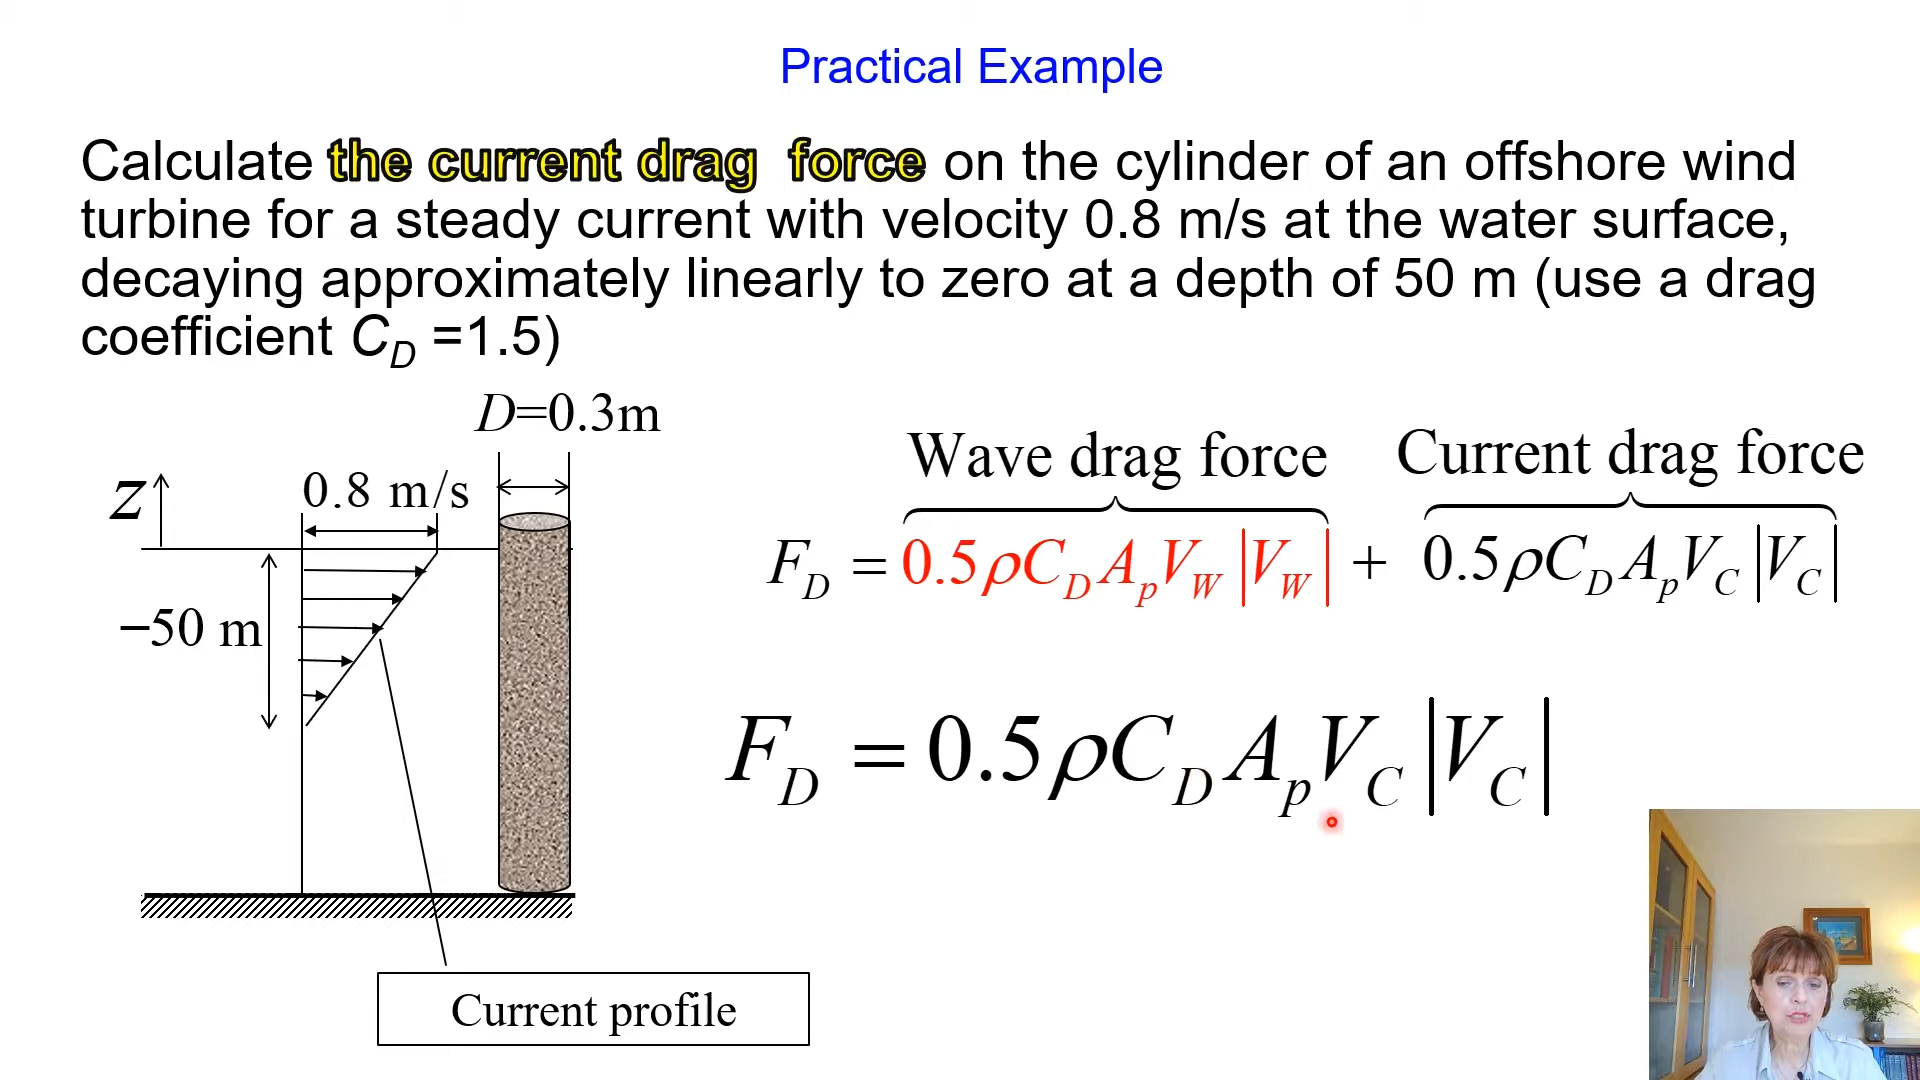 Practical Example
Calculate the current drag force on the cylinder of an offshore wind
turbine for a steady current with velocity 0.8 m/s at the water surface,
decaying approximately linearly to zero at a depth of 50 m (use a drag
coefficient C_D =1.5)
D=0.3m
z
0.8 m/s
−50 m
Wave drag force
Current drag force
F_D = 0.5ρC_D A_p V_W |V_W| + 0.5ρC_D A_p V_C |V_C|
F_D = 0.5ρC_D A_p V_C |V_C|
Current profile